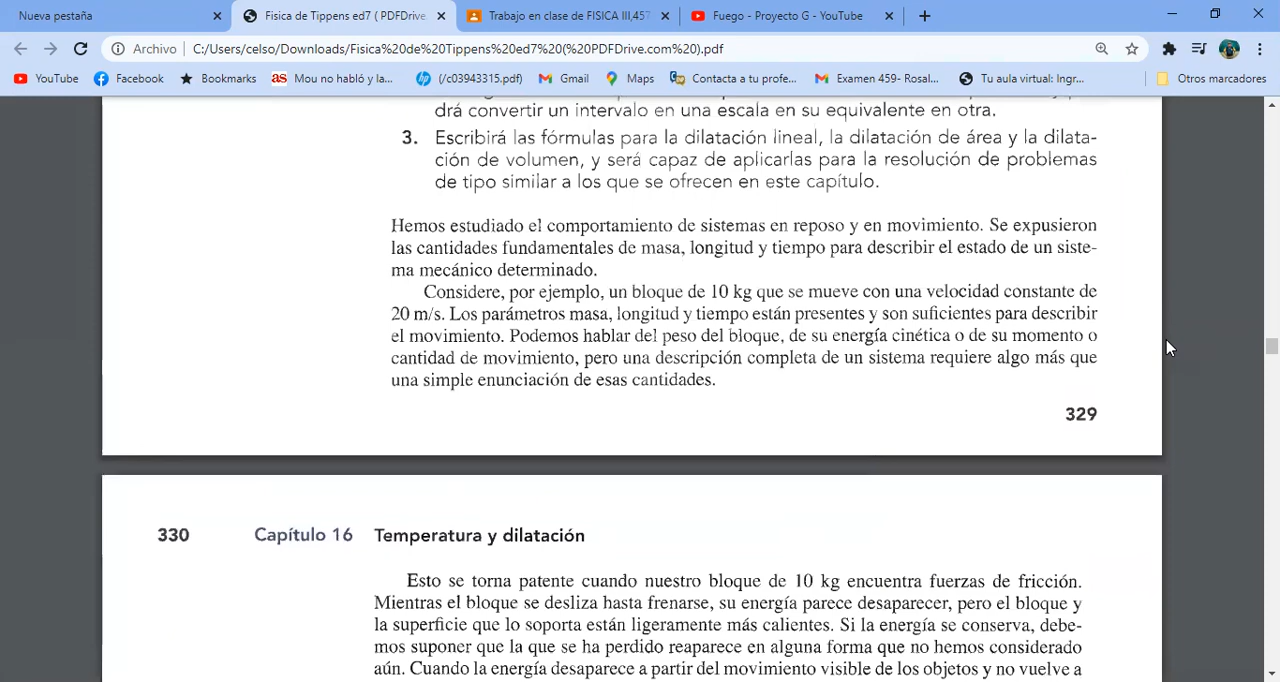 Nueva pestaña
Fisica de Tippens ed7 ( PDFDrive.
Trabajo en clase de FISICA III,457
Fuego - Proyecto G - YouTube
Archivo
C:/Users/celso/Downloads/Fisica%20de%20Tippens%20ed7%20(%20PDFDrive.com%20).pdf
YouTube
Facebook
Bookmarks
Mou no habló y la...
(/c03943315.pdf)
Gmail
Maps
Contacta a tu profe...
Examen 459- Rosal...
Tu aula virtual: Ingr...
Otros marcadores
drá convertir un intervalo en una escala en su equivalente en otra.
3. Escribirá las fórmulas para la dilatación lineal, la dilatación de área y la dilata-
ción de volumen, y será capaz de aplicarlas para la resolución de problemas
de tipo similar a los que se ofrecen en este capítulo.
Hemos estudiado el comportamiento de sistemas en reposo y en movimiento. Se expusieron
las cantidades fundamentales de masa, longitud y tiempo para describir el estado de un siste-
ma mecánico determinado.
Considere, por ejemplo, un bloque de 10 kg que se mueve con una velocidad constante de
20 m/s. Los parámetros masa, longitud y tiempo están presentes y son suficientes para describir
el movimiento. Podemos hablar del peso del bloque, de su energía cinética o de su momento o
cantidad de movimiento, pero una descripción completa de un sistema requiere algo más que
una simple enunciación de esas cantidades.
329
330 Capítulo 16 Temperatura y dilatación
Esto se torna patente cuando nuestro bloque de 10 kg encuentra fuerzas de fricción.
Mientras el bloque se desliza hasta frenarse, su energía parece desaparecer, pero el bloque y
la superficie que lo soporta están ligeramente más calientes. Si la energía se conserva, debe-
mos suponer que la que se ha perdido reaparece en alguna forma que no hemos considerado
aún. Cuando la energía desaparece a partir del movimiento visible de los objetos y no vuelve a